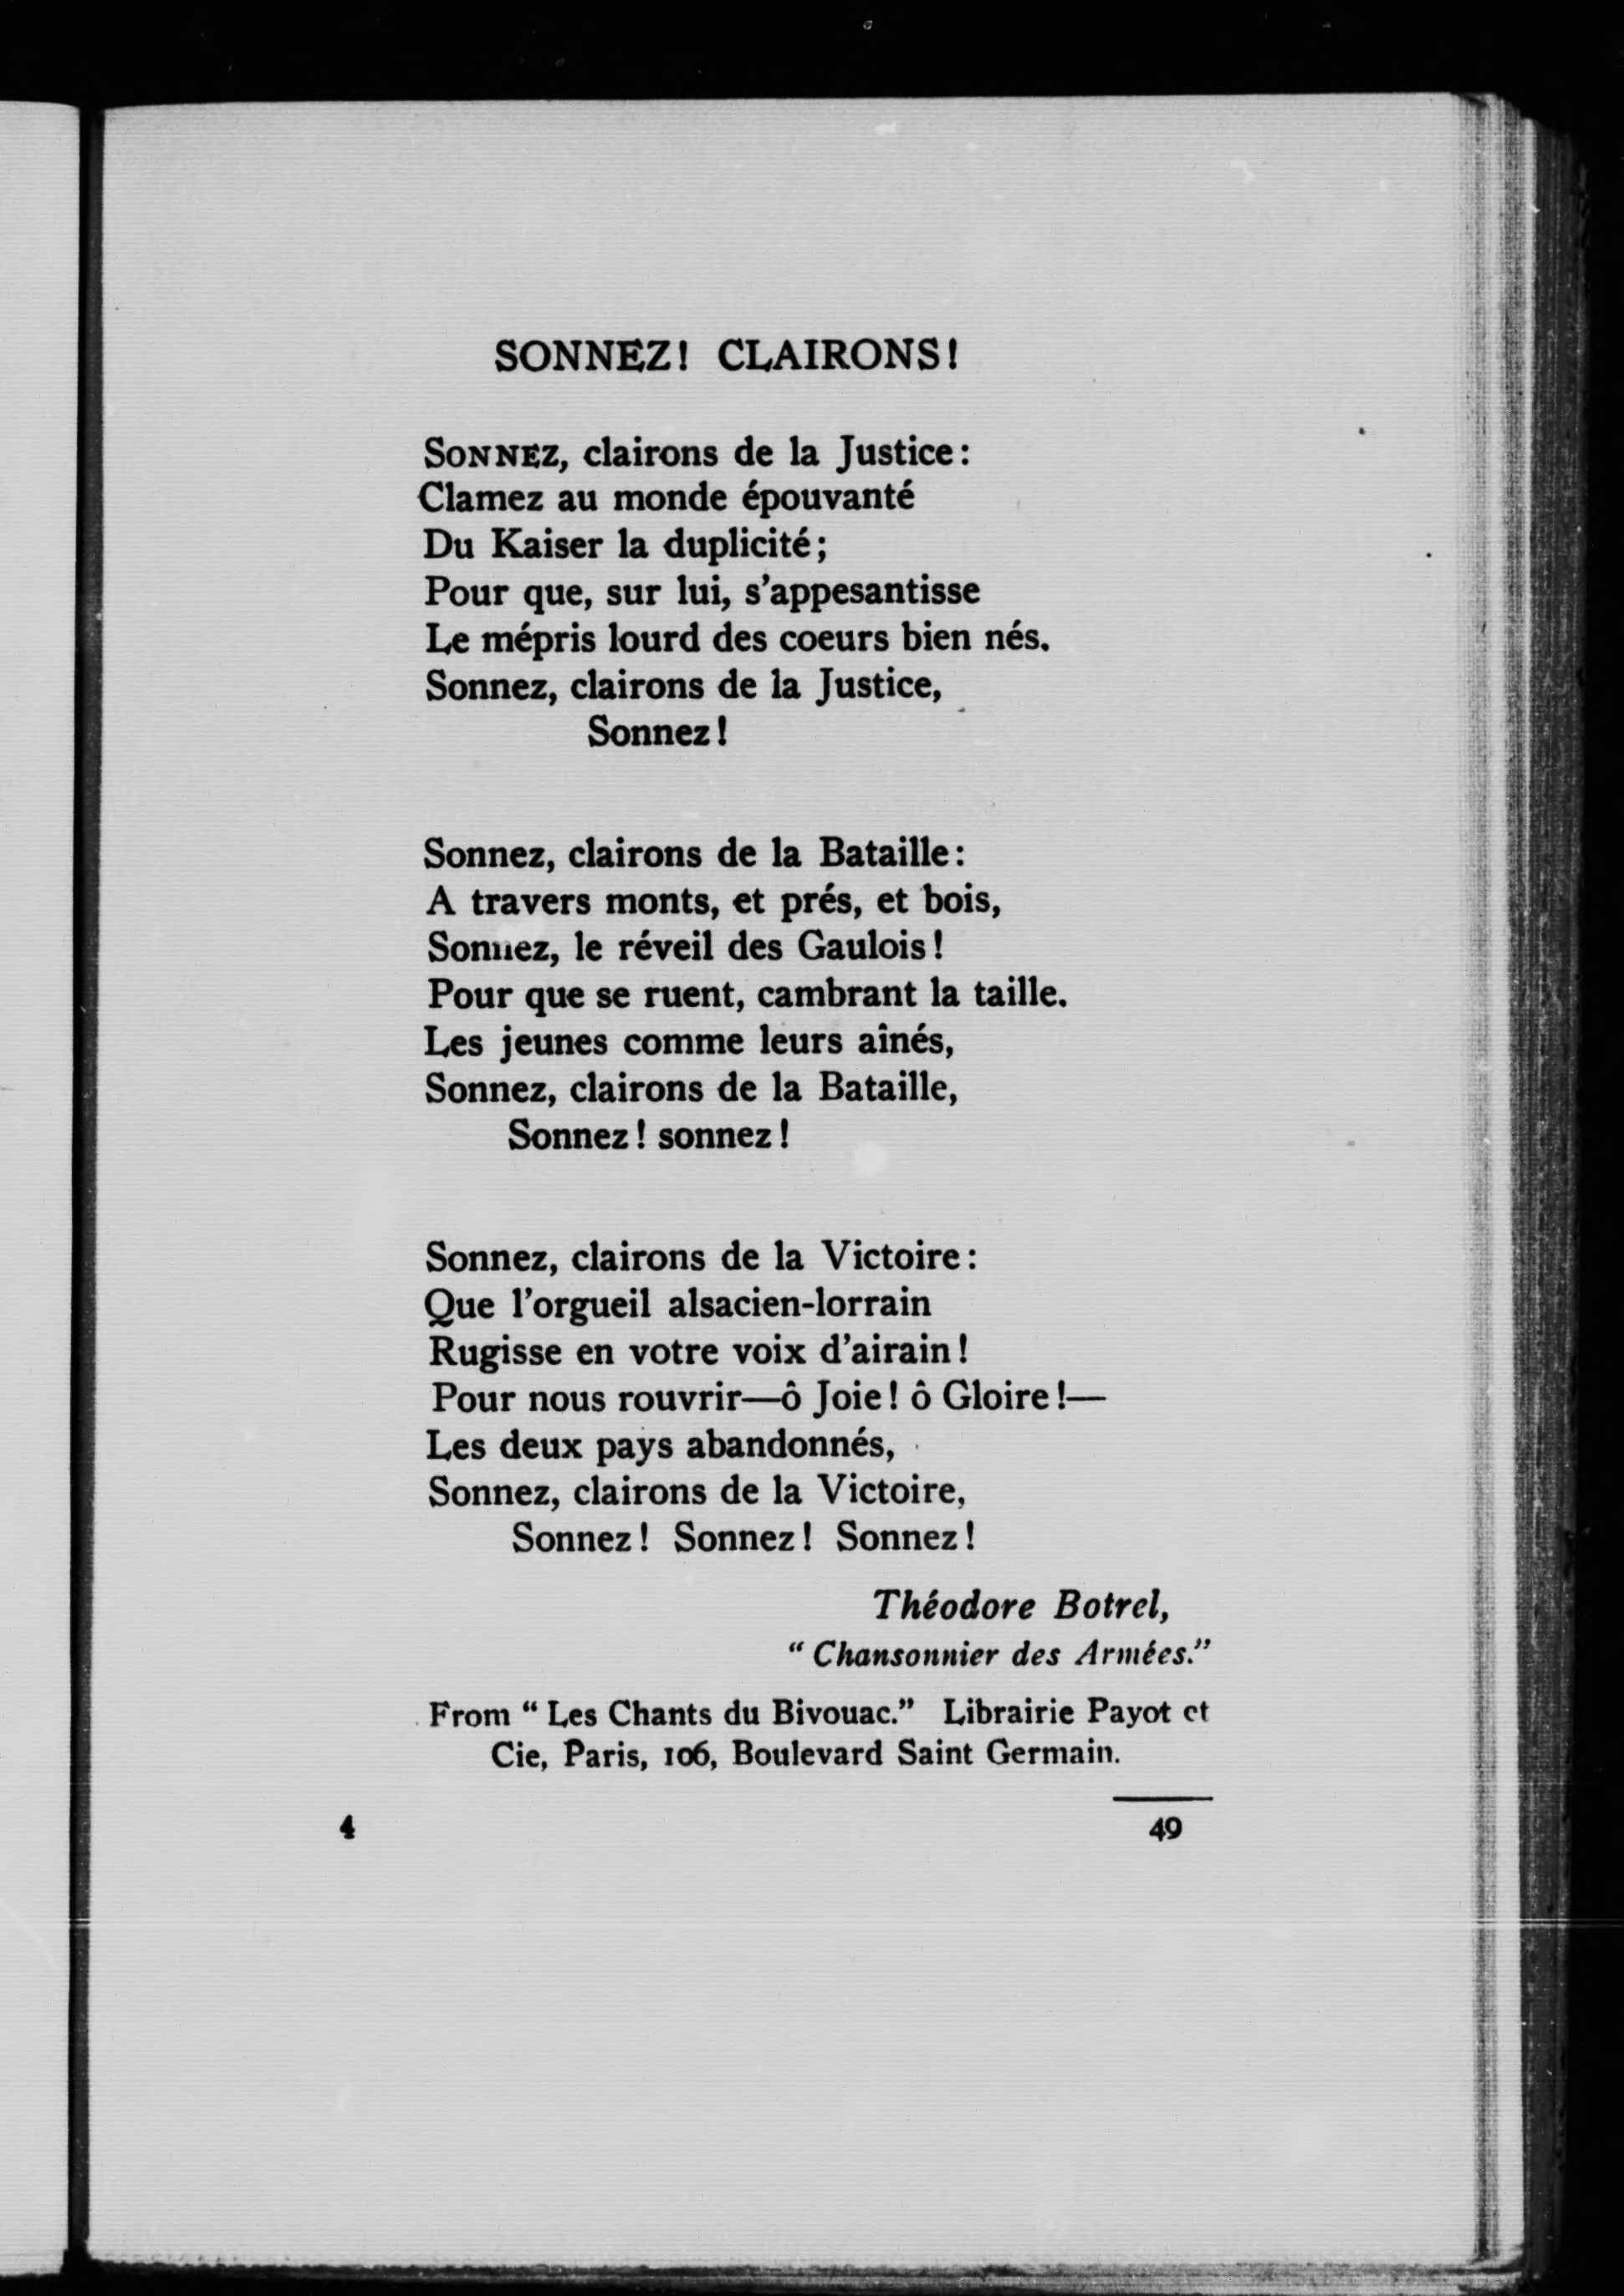 SONNEZ! CLAIRONS!
SONNEZ, clairons de la Justice:
Clamez au monde épouvanté
Du Kaiser la duplicité;
Pour que, sur lui, s'appesantisse
Le mépris lourd des coeurs bien nés.
Sonnez, clairons de la Justice,
Sonnez!
Sonnez, clairons de la Bataille:
A travers monts, et prés, et bois,
Sonnez, le réveil des Gaulois!
Pour que se ruent, cambrant la taille.
Les jeunes comme leurs aînés,
Sonnez, clairons de la Bataille,
Sonnez! sonnez!
Sonnez, clairons de la Victoire:
Que l'orgueil alsacien-lorrain
Rugisse en votre voix d'airain!
Pour nous rouvrir—ô Joie! ô Gloire!—
Les deux pays abandonnés,
Sonnez, clairons de la Victoire,
Sonnez! Sonnez! Sonnez!
Théodore Botrel,
"Chansonnier des Armées."
From "Les Chants du Bivouac." Librairie Payot et
Cie, Paris, 106, Boulevard Saint Germain.
4 49